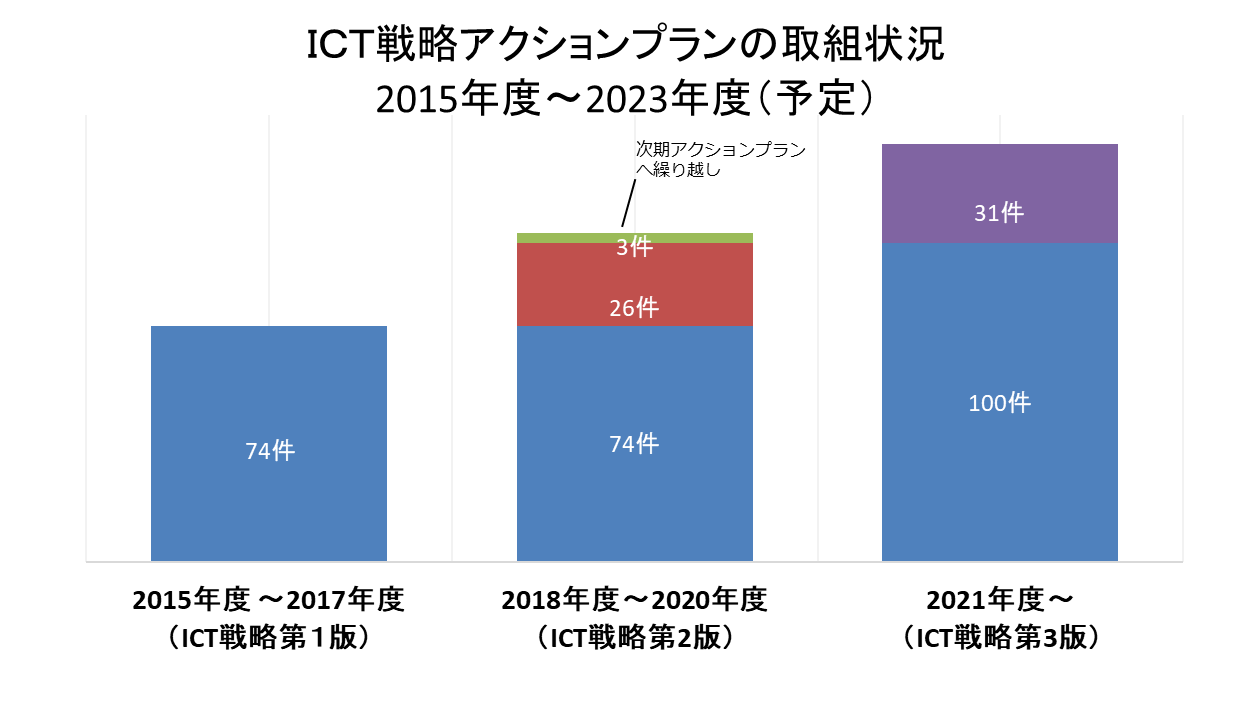 ICT戦略アクションプランの取組状況
2015年度～2023年度（予定）
次期アクションプラン
へ繰り越し
3件
26件
74件
74件
31件
100件
2015年度 ～2017年度
（ICT戦略第１版）
2018年度～2020年度
（ICT戦略第2版）
2021年度～
（ICT戦略第3版）